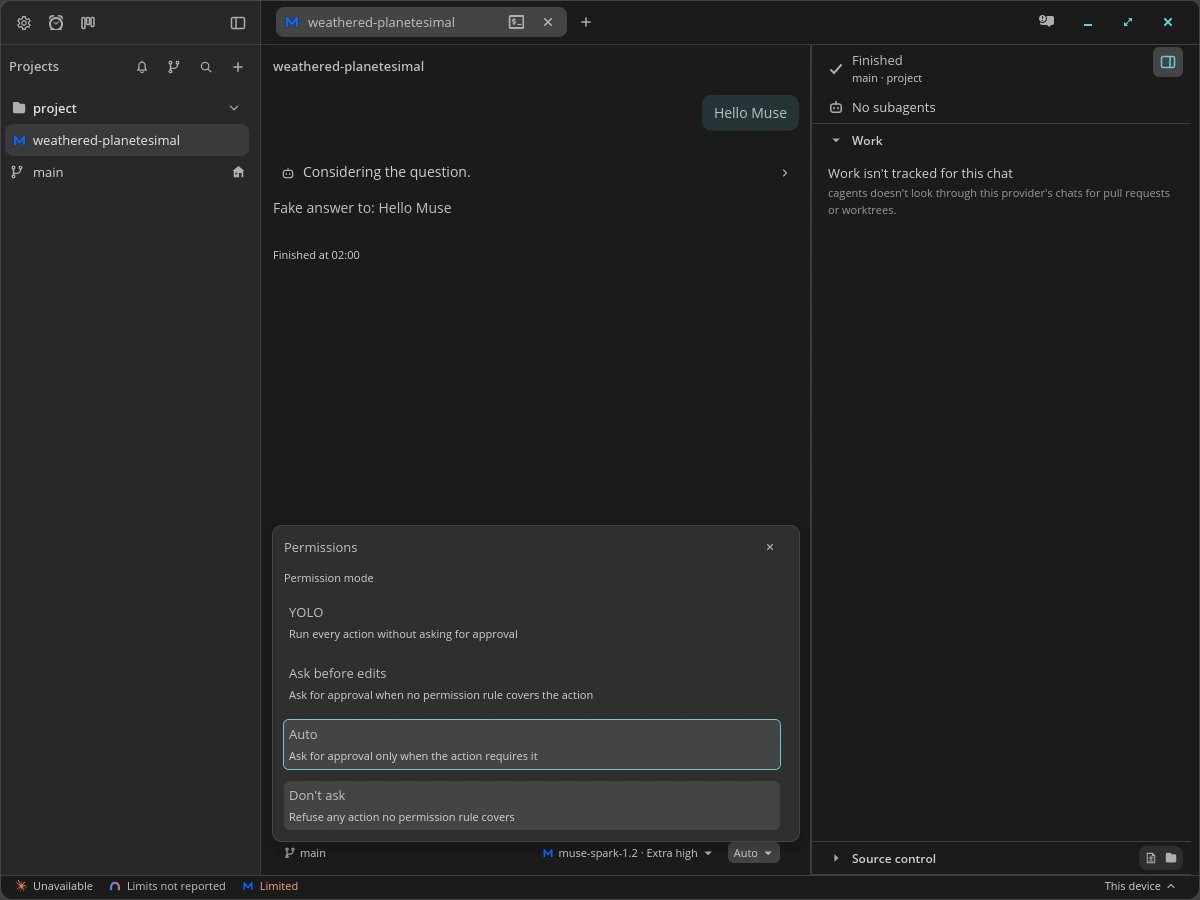 weathered-planetesimal
Projects
project
weathered-planetesimal
main
weathered-planetesimal
Hello Muse
Considering the question.
Fake answer to: Hello Muse
Finished at 02:00
Permissions
Permission mode
YOLO
Run every action without asking for approval
Ask before edits
Ask for approval when no permission rule covers the action
Auto
Ask for approval only when the action requires it
Don't ask
Refuse any action no permission rule covers
main
muse-spark-1.2 · Extra high
Auto
Finished
main · project
No subagents
Work
Work isn't tracked for this chat
cagents doesn't look through this provider's chats for pull requests
or worktrees.
Source control
Unavailable
Limits not reported
Limited
This device